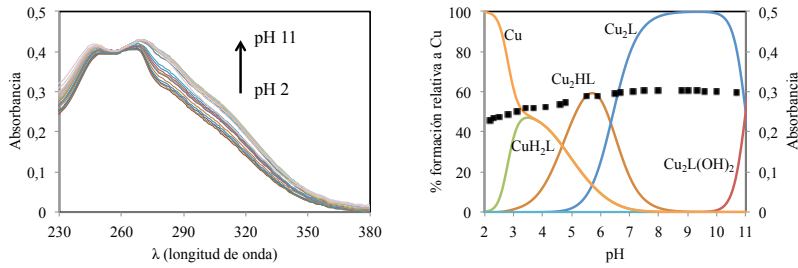 0,5
0,4
0,3
0,2
0,1
0
Absorbancia
pH 11
pH 2
230 260 290 320 350 380
λ (longitud de onda)
100
80
60
40
20
0
% formación relativa a Cu
Cu
Cu₂L
Cu₂HL
CuH₂L
Cu₂L(OH)₂
0,5
0,4
0,3
0,2
0,1
0
Absorbancia
2 3 4 5 6 7 8 9 10 11
pH